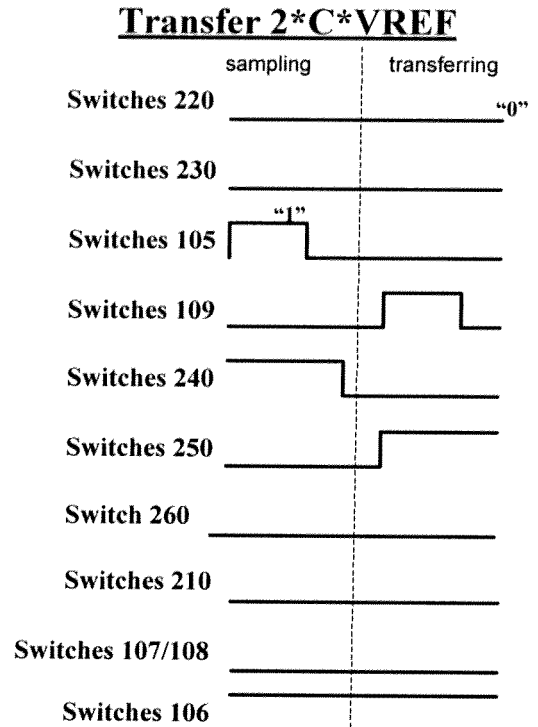 Transfer 2*C*VREF
sampling transferring
Switches 220 "0"
Switches 230
"1"
Switches 105
Switches 109
Switches 240
Switches 250
Switch 260
Switches 210
Switches 107/108
Switches 106